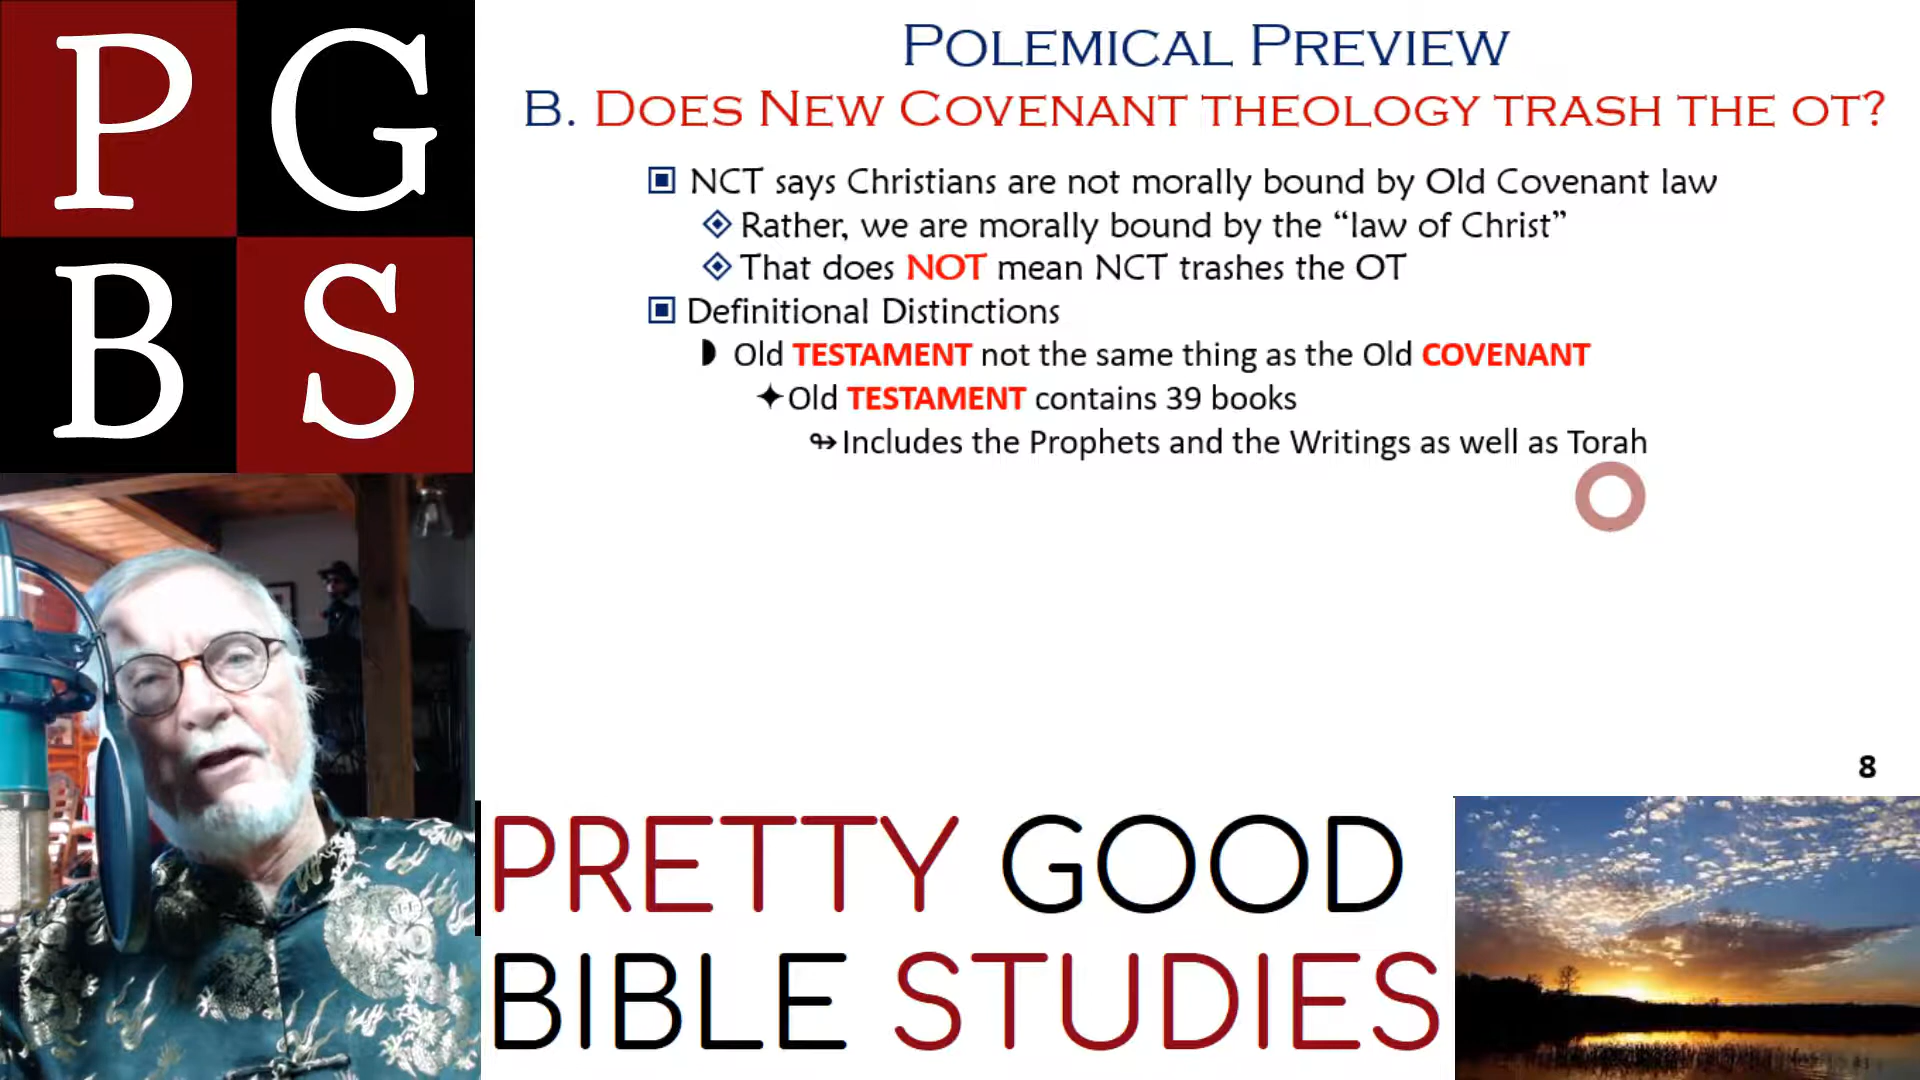 P G
B S
POLEMICAL PREVIEW
B. DOES NEW COVENANT THEOLOGY TRASH THE OT?
NCT says Christians are not morally bound by Old Covenant law
Rather, we are morally bound by the “law of Christ”
That does NOT mean NCT trashes the OT
Definitional Distinctions
Old TESTAMENT not the same thing as the Old COVENANT
Old TESTAMENT contains 39 books
Includes the Prophets and the Writings as well as Torah
8
PRETTY GOOD
BIBLE STUDIES